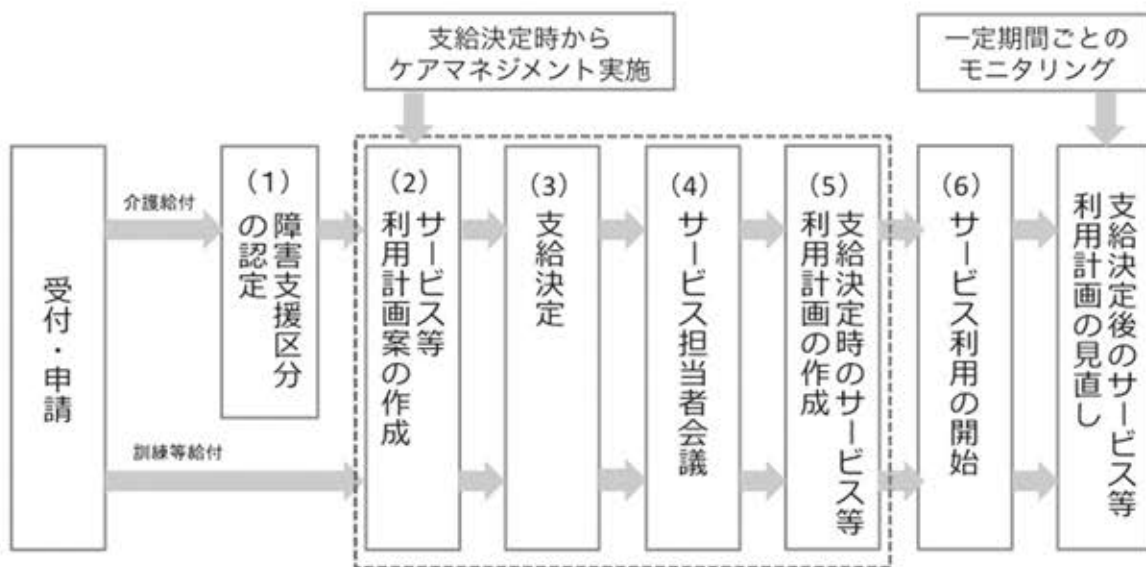 支給決定時から
ケアマネジメント実施
一定期間ごとの
モニタリング
受付・申請
介護給付
訓練等給付
（1）
障害支援区分
の認定
（2）
サービス等
利用計画案の作成
（3）
支給決定
（4）
サービス担当者会議
（5）
支給決定時のサービス等
利用計画の作成
（6）
サービス利用の開始
支給決定後のサービス等
利用計画の見直し